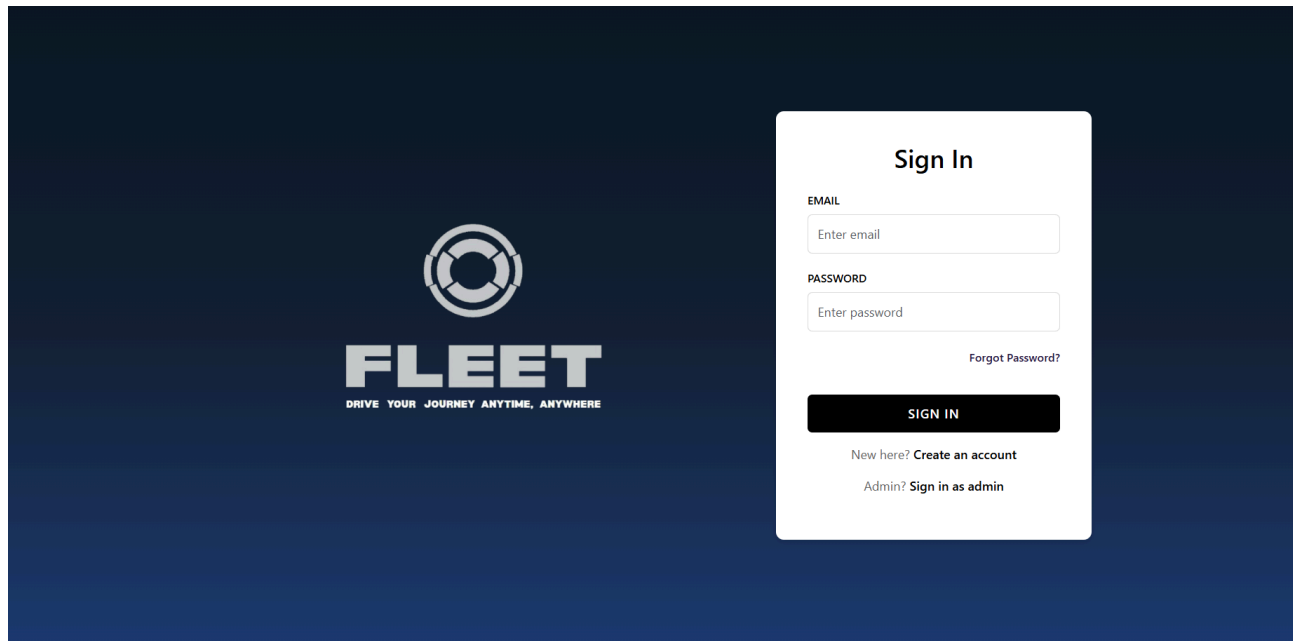 FLEET
DRIVE YOUR JOURNEY ANYTIME, ANYWHERE
Sign In
EMAIL
Enter email
PASSWORD
Enter password
Forgot Password?
SIGN IN
New here? Create an account
Admin? Sign in as admin